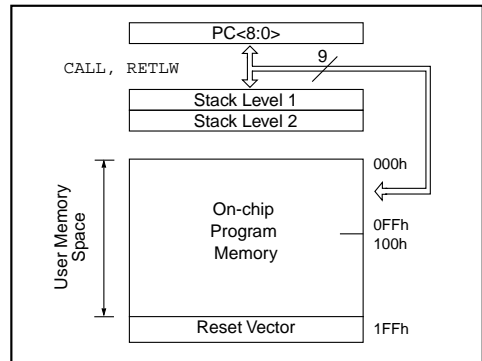 PC<8:0>
9
CALL, RETLW
Stack Level 1
Stack Level 2
000h
User Memory
Space
On-chip
Program
Memory
0FFh
100h
Reset Vector
1FFh